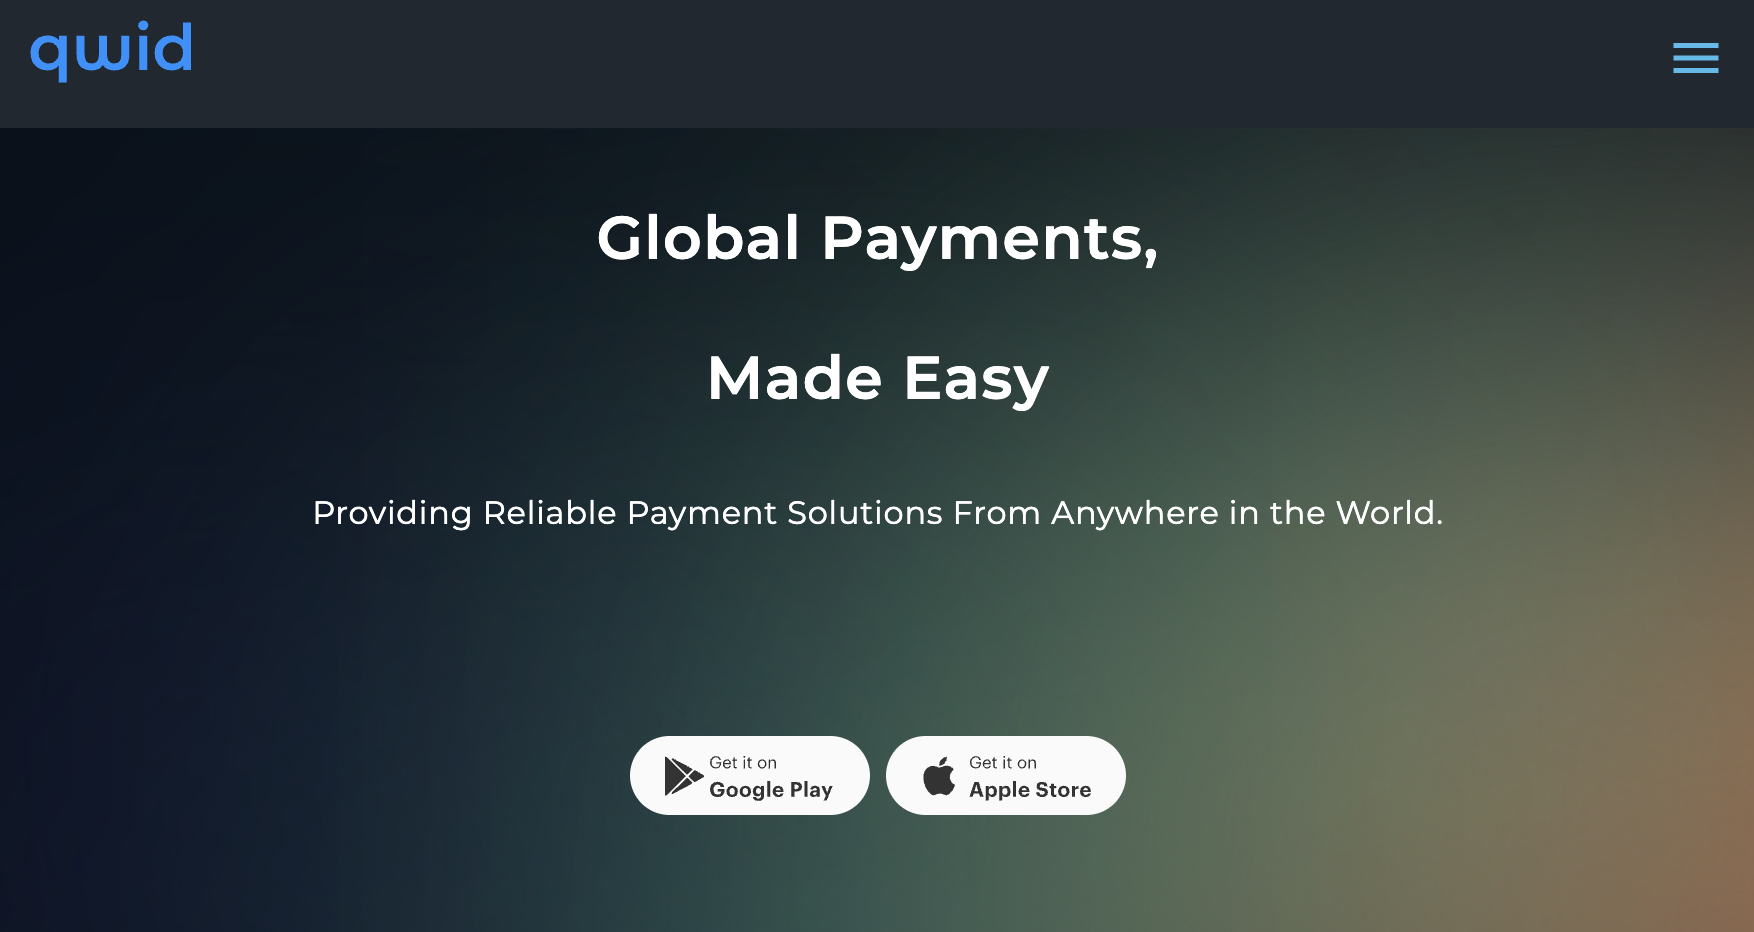 qwid
Global Payments,
Made Easy
Providing Reliable Payment Solutions From Anywhere in the World.
Get it on
Google Play
Get it on
Apple Store